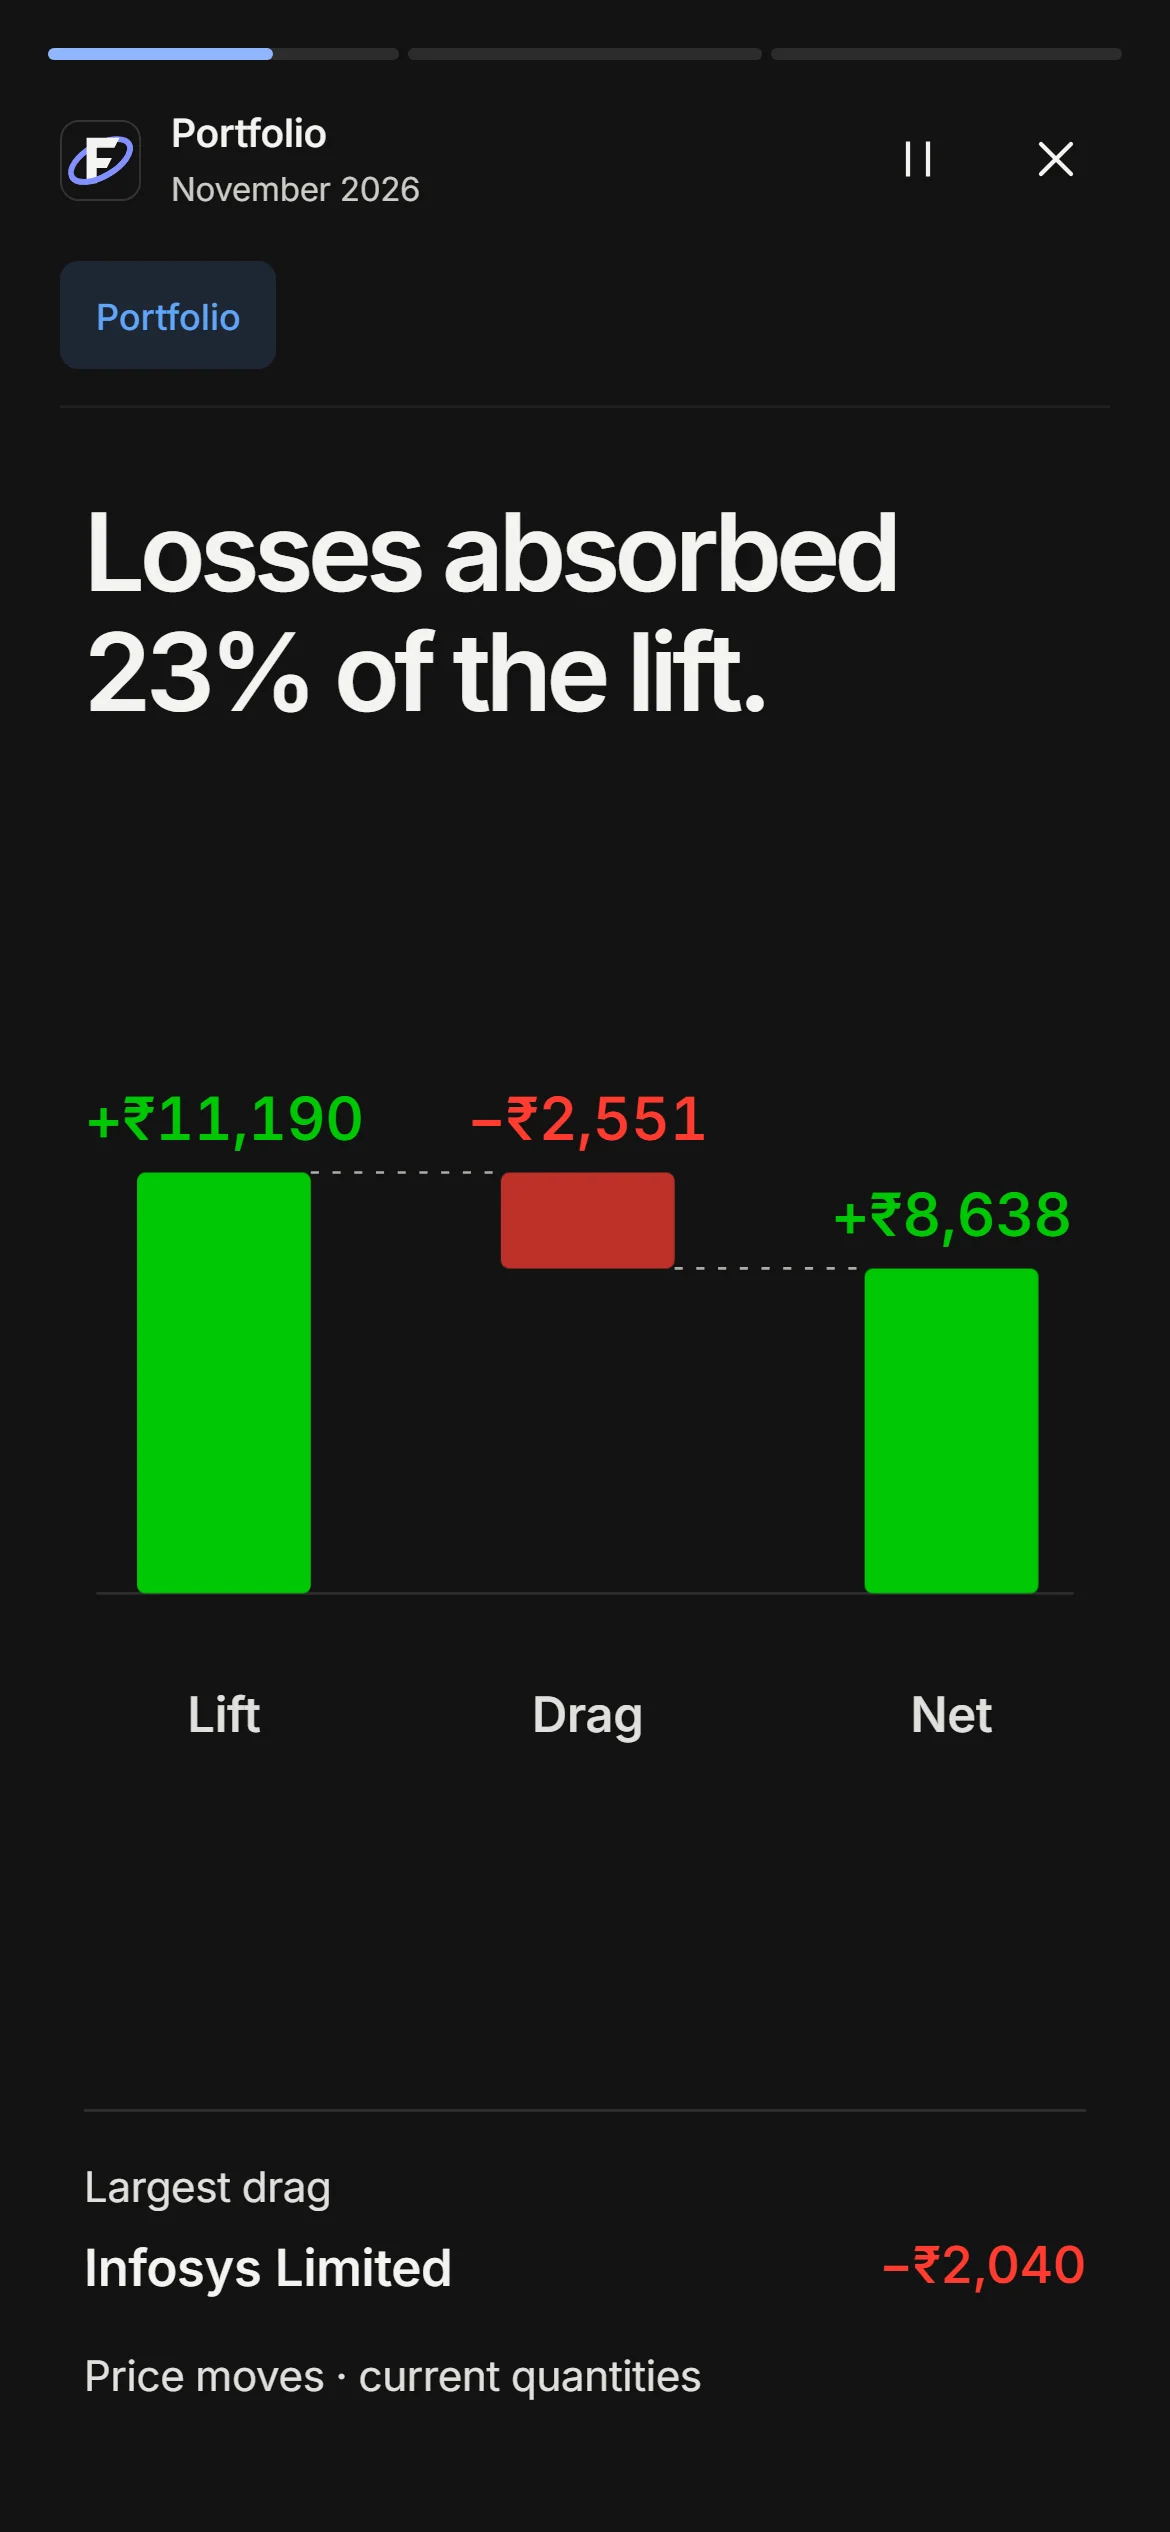 F
Portfolio
November 2026
Portfolio
Losses absorbed
23% of the lift.
+₹11,190
−₹2,551
+₹8,638
Lift
Drag
Net
Largest drag
Infosys Limited
−₹2,040
Price moves · current quantities